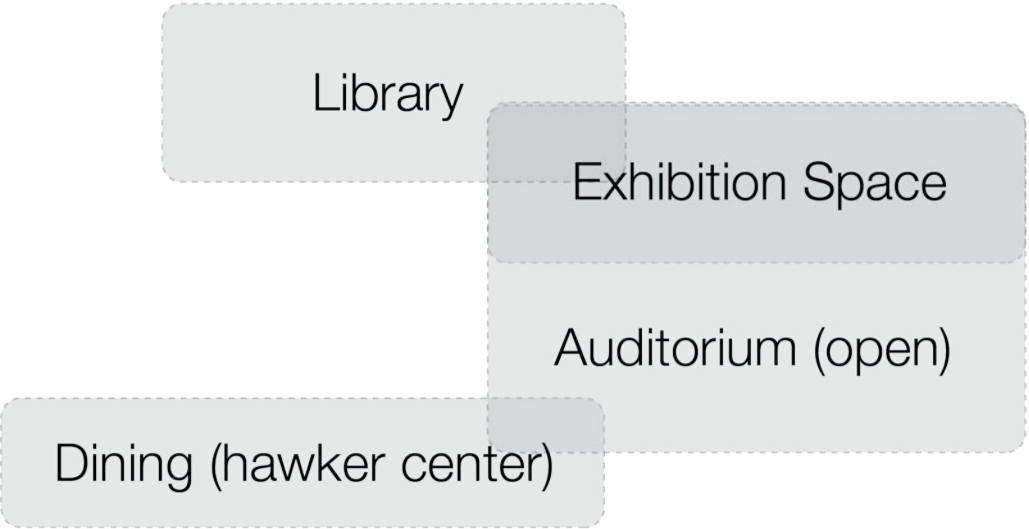 Library
Exhibition Space
Auditorium (open)
Dining (hawker center)